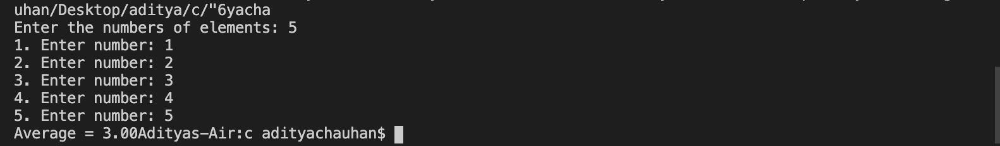 uhan/Desktop/aditya/c/"6yacha
Enter the numbers of elements: 5
1. Enter number: 1
2. Enter number: 2
3. Enter number: 3
4. Enter number: 4
5. Enter number: 5
Average = 3.00Adityas-Air:c adityachauhan$